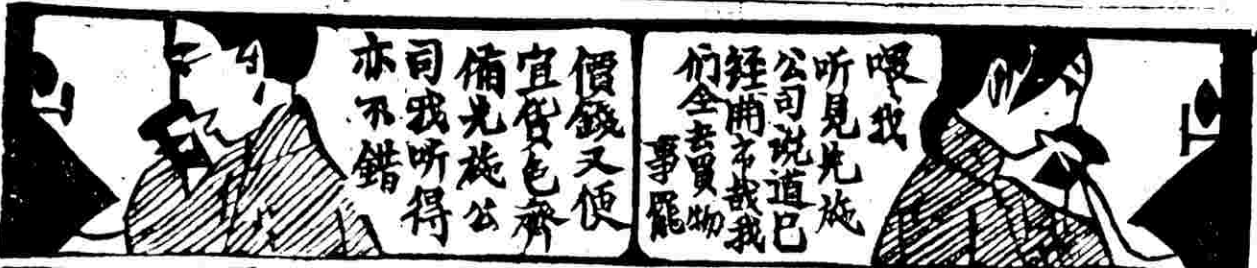 喂我
听見先施
公司说道已
經開市哉我
们全去買物
事罷
價錢又便
宜貨色齊
備先施公
司我听得
亦不錯